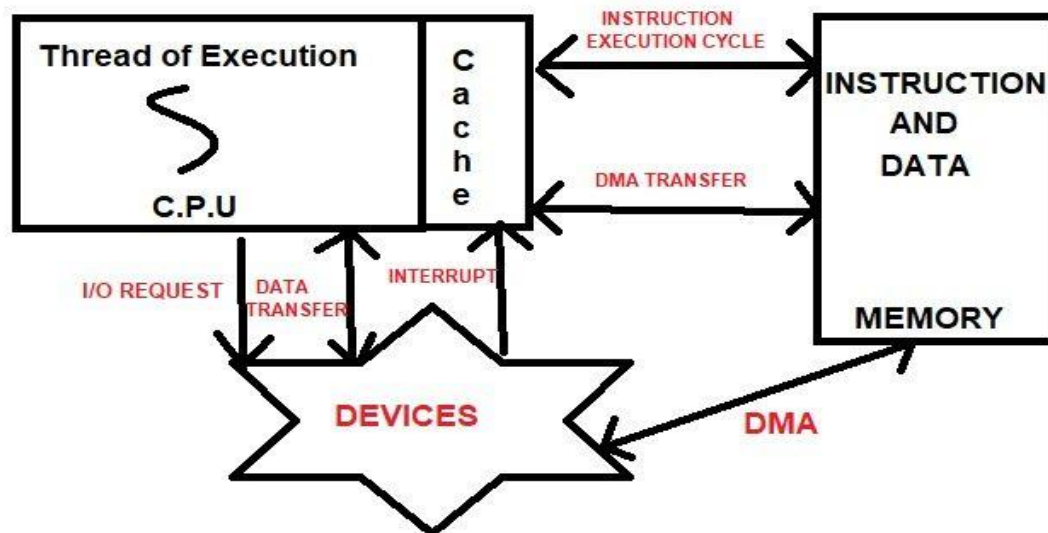 Thread of Execution
C.P.U
C
a
c
h
e
INSTRUCTION
EXECUTION CYCLE
DMA TRANSFER
INSTRUCTION
AND
DATA
MEMORY
I/O REQUEST
DATA
TRANSFER
INTERRUPT
DEVICES
DMA